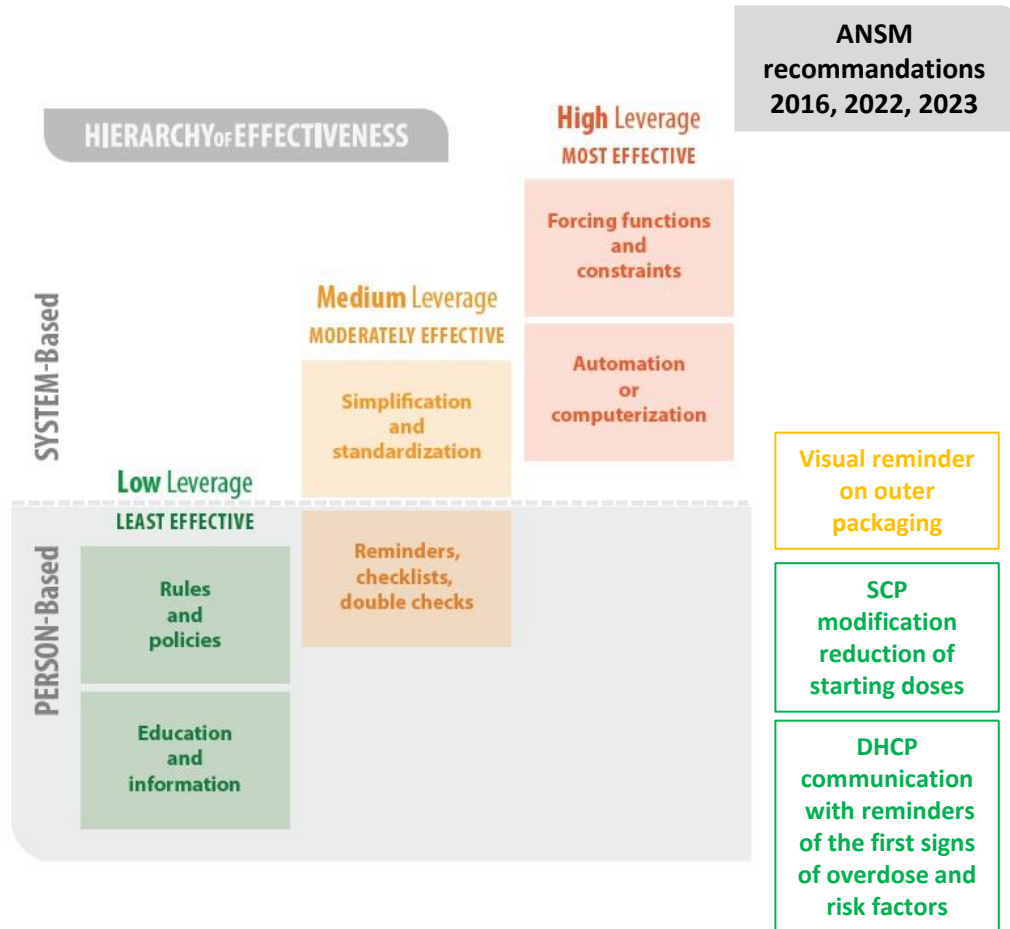 ANSM
recommandations
2016, 2022, 2023
HIERARCHY OF EFFECTIVENESS
High Leverage
MOST EFFECTIVE
Forcing functions
and
constraints
Automation
or
computerization
SYSTEM-Based
Medium Leverage
MODERATELY EFFECTIVE
Simplification
and
standardization
Reminders,
checklists,
double checks
Low Leverage
LEAST EFFECTIVE
PERSON-Based
Rules
and
policies
Education
and
information
Visual reminder
on outer
packaging
SCP
modification
reduction of
starting doses
DHCP
communication
with reminders
of the first signs
of overdose and
risk factors